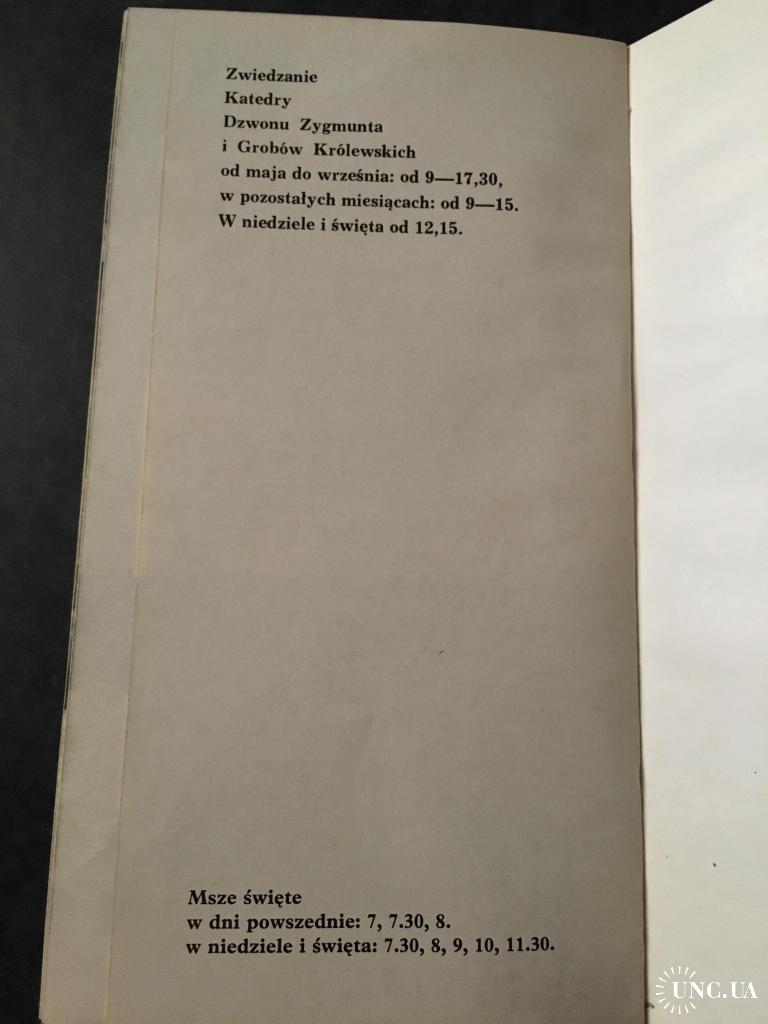 Zwiedzanie
Katedry
Dzwonu Zygmunta
i Grobów Królewskich
od maja do września: od 9—17,30,
w pozostałych miesiącach: od 9—15.
W niedziele i święta od 12,15.
Msze święte
w dni powszednie: 7, 7.30, 8.
w niedziele i święta: 7.30, 8, 9, 10, 11.30.
UNC.UA